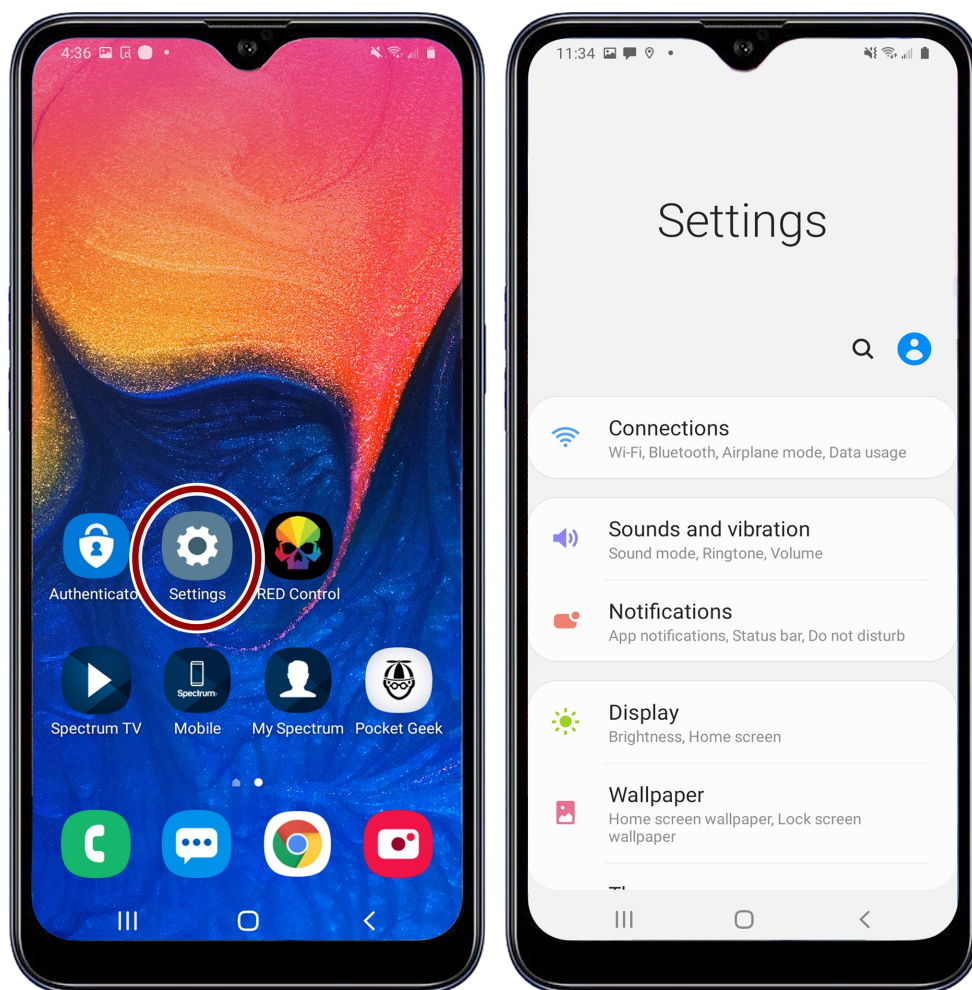 4:36
Authenticato
Settings
RED Control
Spectrum
Spectrum TV
Mobile
My Spectrum
Pocket Geek
11:34
Settings
Connections
Wi-Fi, Bluetooth, Airplane mode, Data usage
Sounds and vibration
Sound mode, Ringtone, Volume
Notifications
App notifications, Status bar, Do not disturb
Display
Brightness, Home screen
Wallpaper
Home screen wallpaper, Lock screen
wallpaper